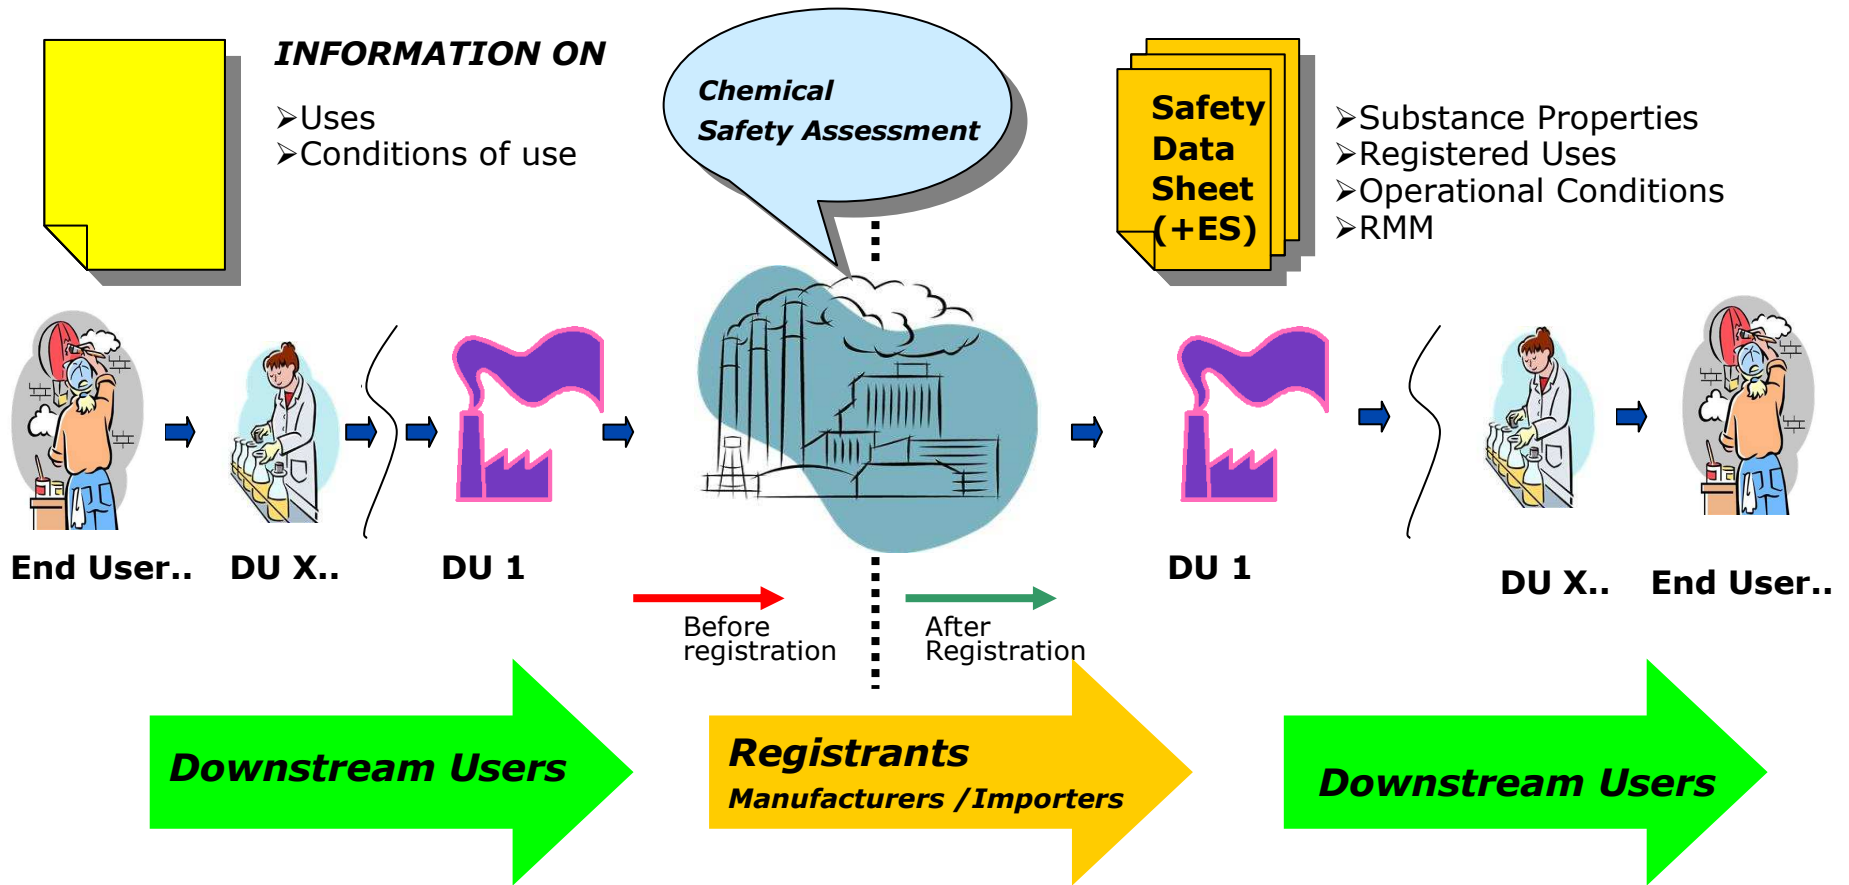 INFORMATION ON
➢Uses
➢Conditions of use
Chemical
Safety Assessment
Safety
Data
Sheet
(+ES)
➢Substance Properties
➢Registered Uses
➢Operational Conditions
➢RMM
End User..
DU X..
DU 1
DU 1
DU X..
End User..
Before
registration
After
Registration
Downstream Users
Registrants
Manufacturers /Importers
Downstream Users